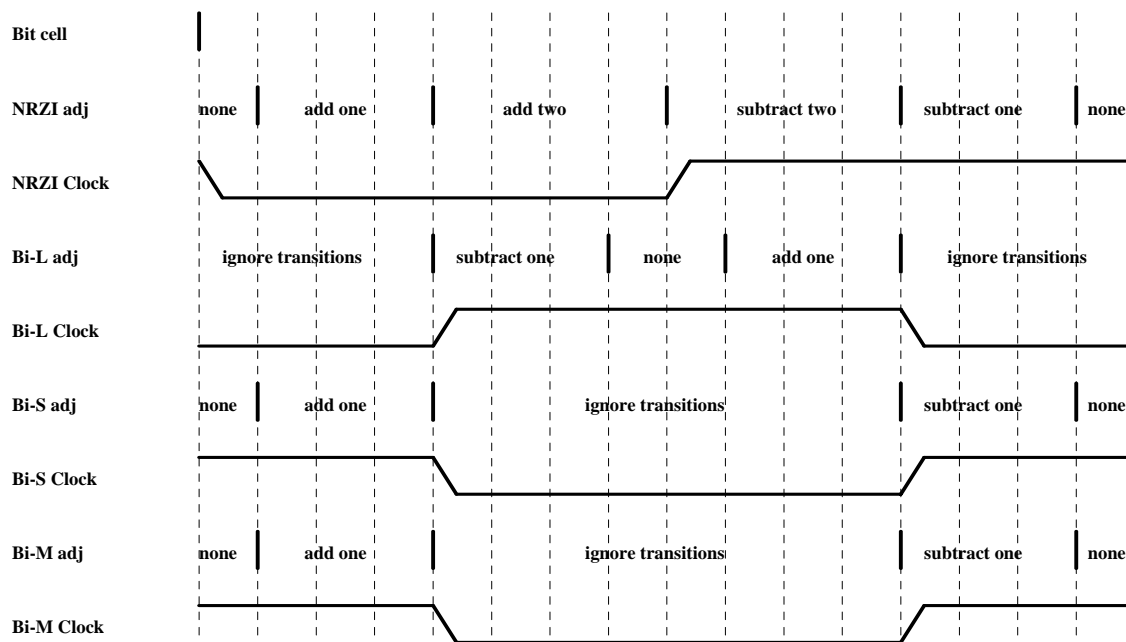 Bit cell
NRZI adj none add one add two subtract two subtract one none
NRZI Clock
Bi-L adj ignore transitions subtract one none add one ignore transitions
Bi-L Clock
Bi-S adj none add one ignore transitions subtract one none
Bi-S Clock
Bi-M adj none add one ignore transitions subtract one none
Bi-M Clock